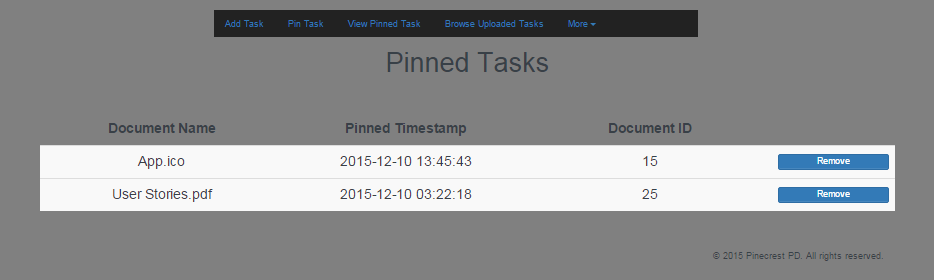 Add Task Pin Task View Pinned Task Browse Uploaded Tasks More
Pinned Tasks
Document Name Pinned Timestamp Document ID
App.ico 2015-12-10 13:45:43 15 Remove
User Stories.pdf 2015-12-10 03:22:18 25 Remove
© 2015 Pinecrest PD. All rights reserved.